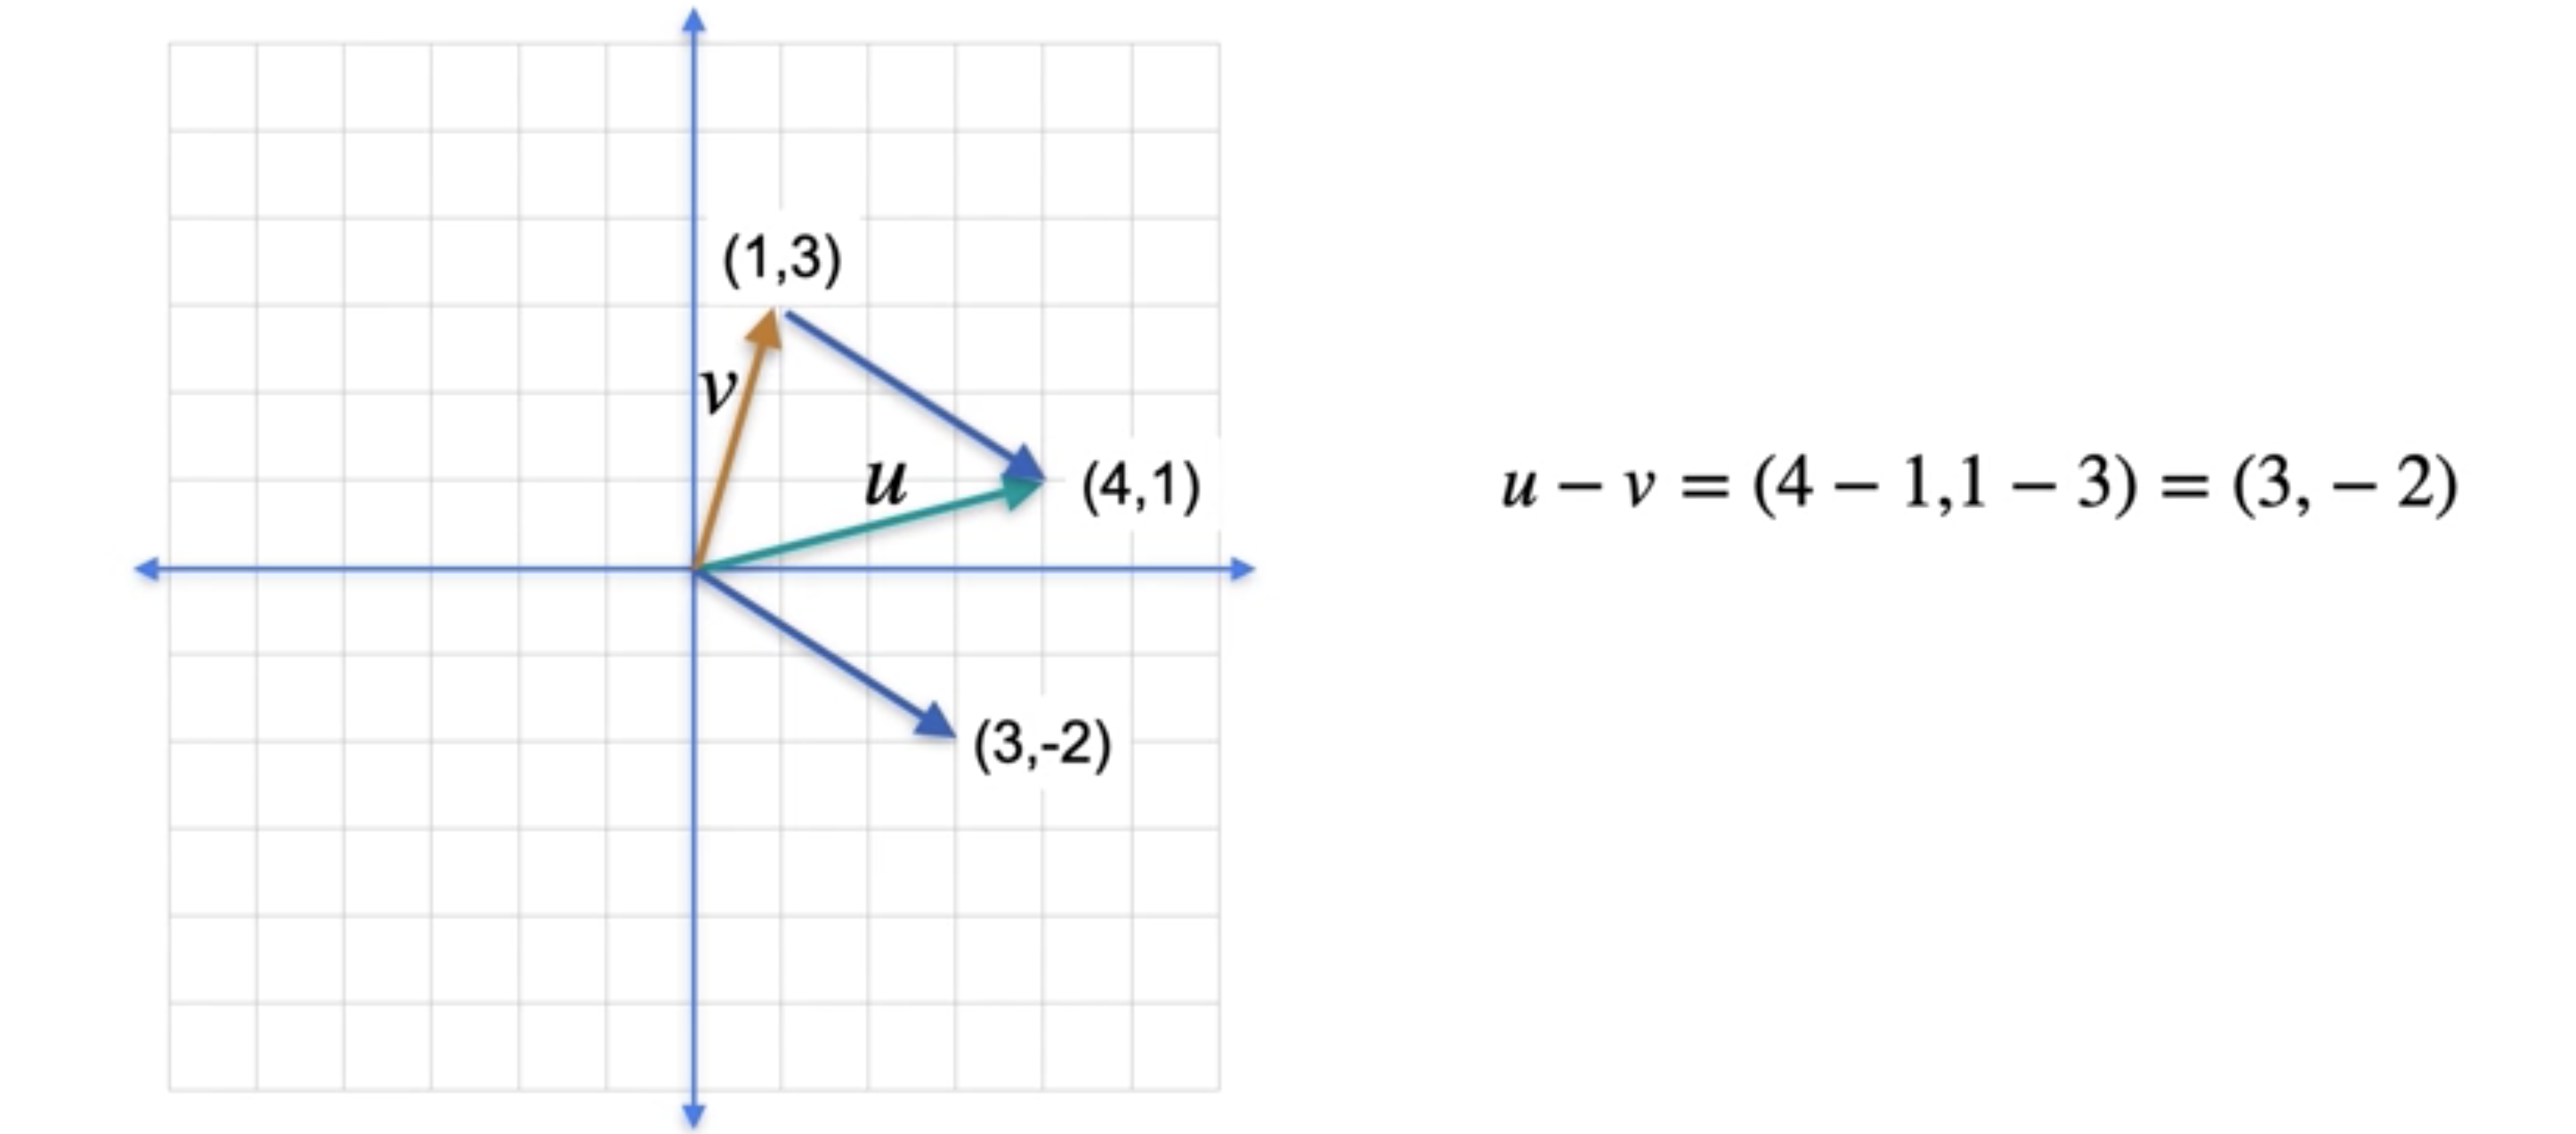 (1,3)
v
u
(4,1)
u − v = (4 − 1,1 − 3) = (3, − 2)
(3,-2)